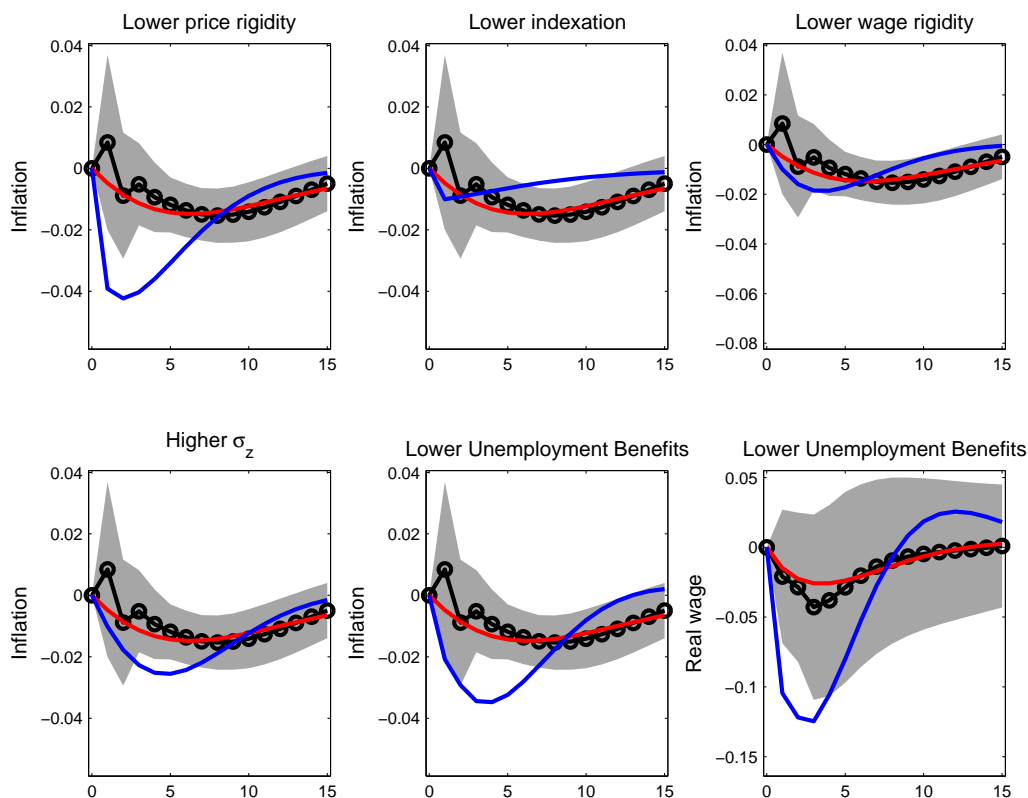 Lower price rigidity
Lower indexation
Lower wage rigidity
0.04
0.02
0
−0.02
−0.04
Inflation
0 5 10 15
0.04
0.02
0
−0.02
−0.04
Inflation
0 5 10 15
0.04
0.02
0
−0.02
−0.04
−0.06
−0.08
Inflation
0 5 10 15
Higher σz
Lower Unemployment Benefits
Lower Unemployment Benefits
0.04
0.02
0
−0.02
−0.04
Inflation
0 5 10 15
0.04
0.02
0
−0.02
−0.04
Inflation
0 5 10 15
0.05
0
−0.05
−0.1
−0.15
Real wage
0 5 10 15